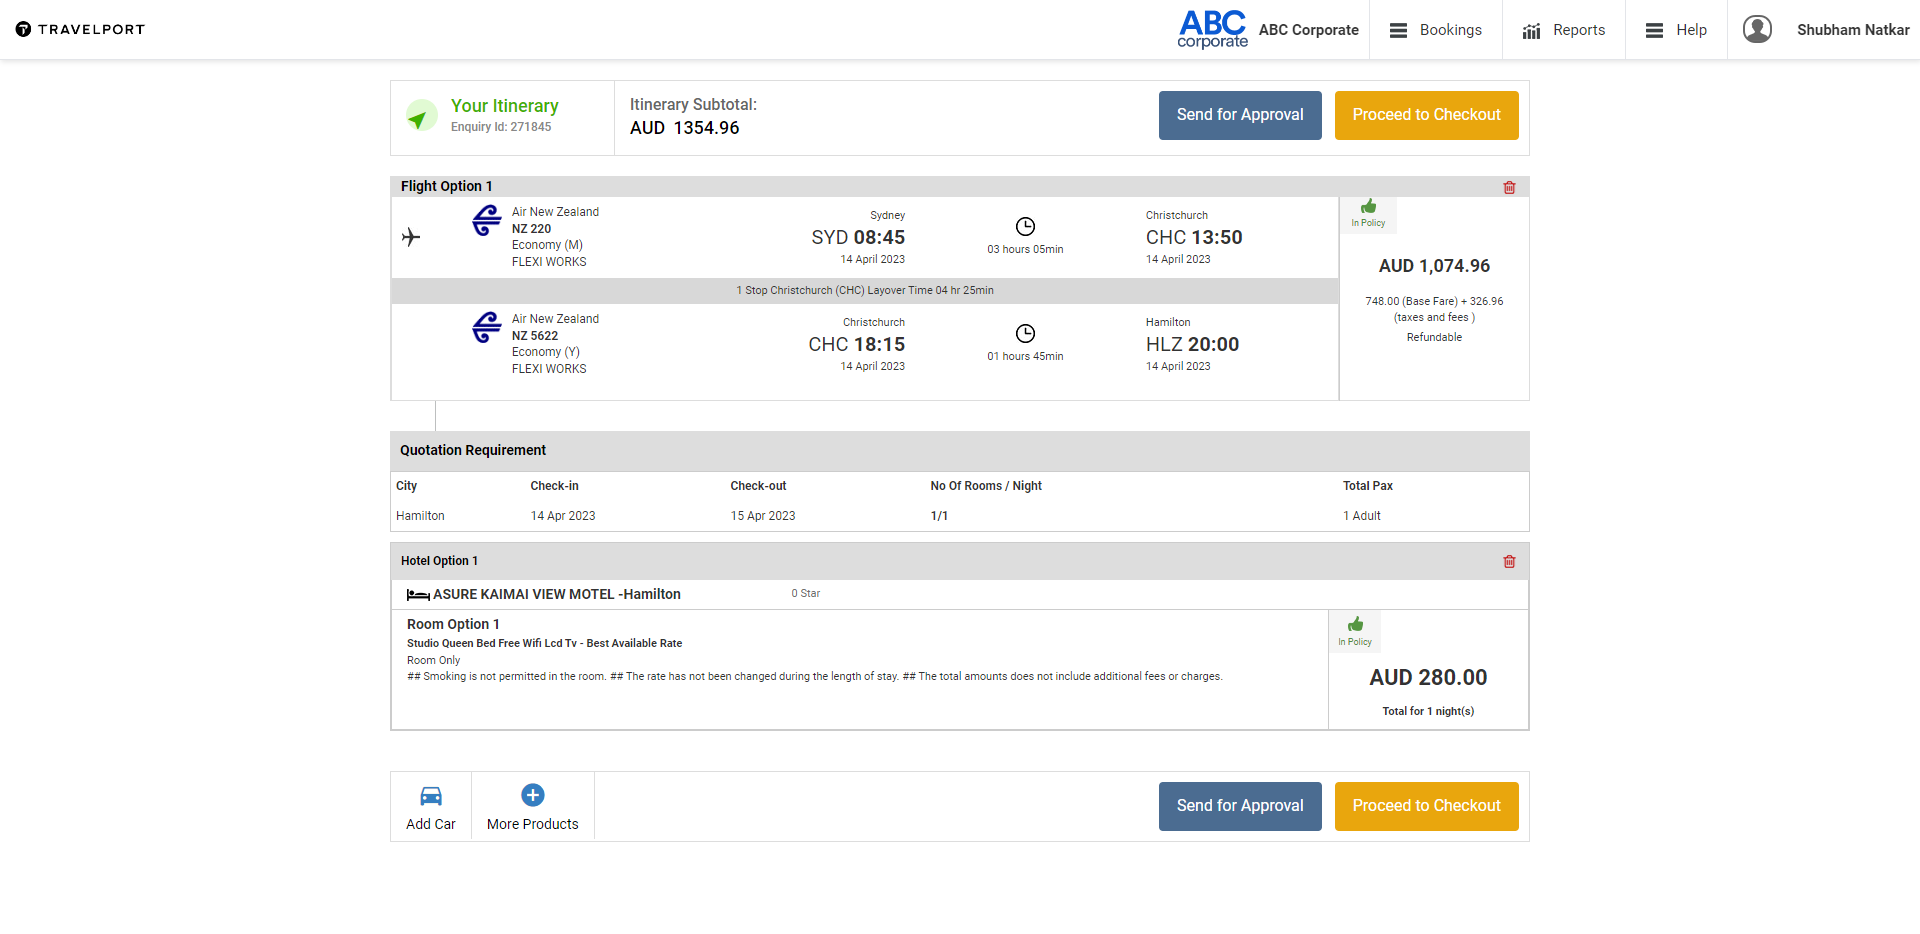 TRAVELPORT
ABC
corporate
ABC Corporate
Bookings
Reports
Help
Shubham Natkar
Your Itinerary
Enquiry Id: 271845
Itinerary Subtotal:
AUD 1354.96
Send for Approval
Proceed to Checkout
Flight Option 1
Air New Zealand
NZ 220
Economy (M)
FLEXI WORKS
Sydney
SYD 08:45
14 April 2023
03 hours 05min
Christchurch
CHC 13:50
14 April 2023
In Policy
AUD 1,074.96
748.00 (Base Fare) + 326.96
(taxes and fees )
Refundable
1 Stop Christchurch (CHC) Layover Time 04 hr 25min
Air New Zealand
NZ 5622
Economy (Y)
FLEXI WORKS
Christchurch
CHC 18:15
14 April 2023
01 hours 45min
Hamilton
HLZ 20:00
14 April 2023
Quotation Requirement
City Check-in Check-out No Of Rooms / Night Total Pax
Hamilton 14 Apr 2023 15 Apr 2023 1/1 1 Adult
Hotel Option 1
ASURE KAIMAI VIEW MOTEL -Hamilton 0 Star
Room Option 1
Studio Queen Bed Free Wifi Lcd Tv - Best Available Rate
Room Only
## Smoking is not permitted in the room. ## The rate has not been changed during the length of stay. ## The total amounts does not include additional fees or charges.
In Policy
AUD 280.00
Total for 1 night(s)
Add Car
More Products
Send for Approval
Proceed to Checkout